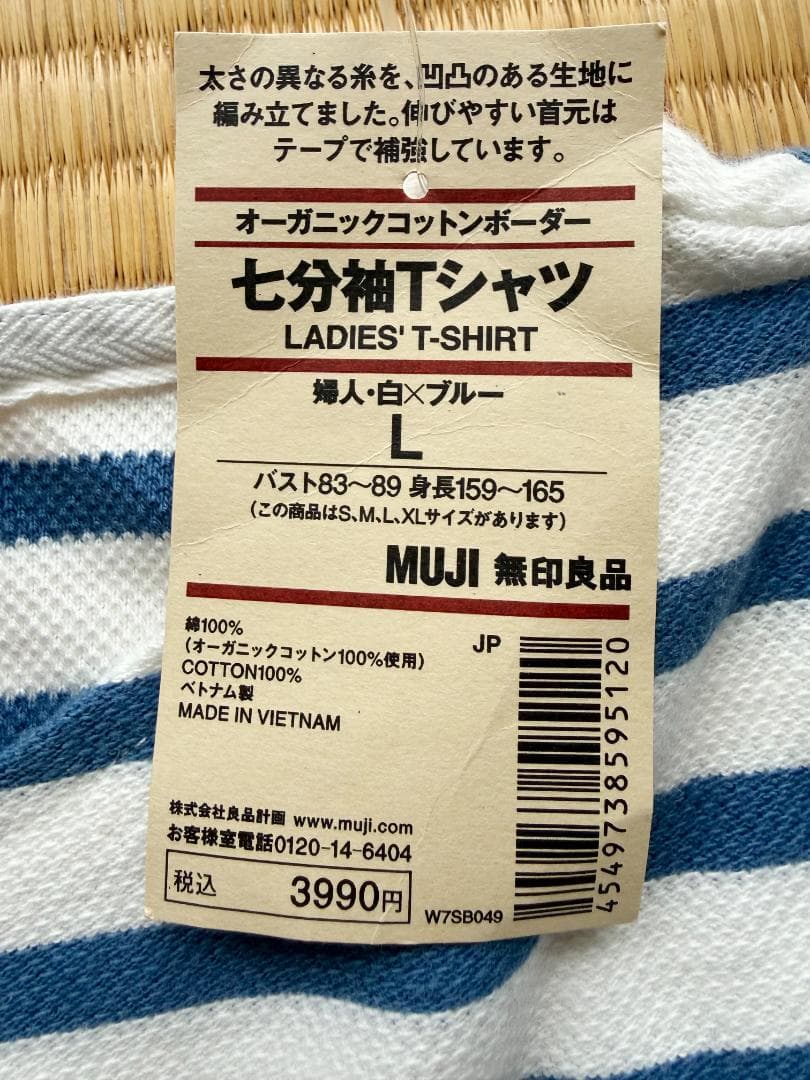 太さの異なる糸を、凹凸のある生地に
編み立てました。伸びやすい首元は
テープで補強しています。
オーガニックコットンボーダー
七分袖Tシャツ
LADIES' T-SHIRT
婦人・白×ブルー
L
バスト83〜89 身長159〜165
(この商品はS、M、L、XLサイズがあります)
MUJI 無印良品
綿100%
(オーガニックコットン100%使用)
COTTON100%
ベトナム製
MADE IN VIETNAM
JP
4549738595120
株式会社良品計画 www.muji.com
お客様室電話0120-14-6404
税込 3990円
W7SB049